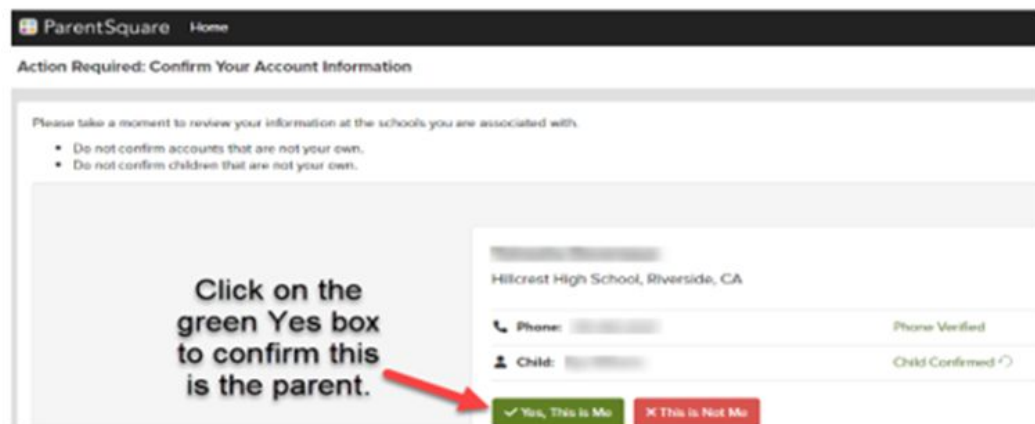 ParentSquare Home
Action Required: Confirm Your Account Information
Please take a moment to review your information at the schools you are associated with.
• Do not confirm accounts that are not your own.
• Do not confirm children that are not your own.
Hillcrest High School, Riverside, CA
Click on the
green Yes box
to confirm this
is the parent.
Phone: Phone Verified
Child: Child Confirmed
✓ Yes, This is Me ✕ This is Not Me